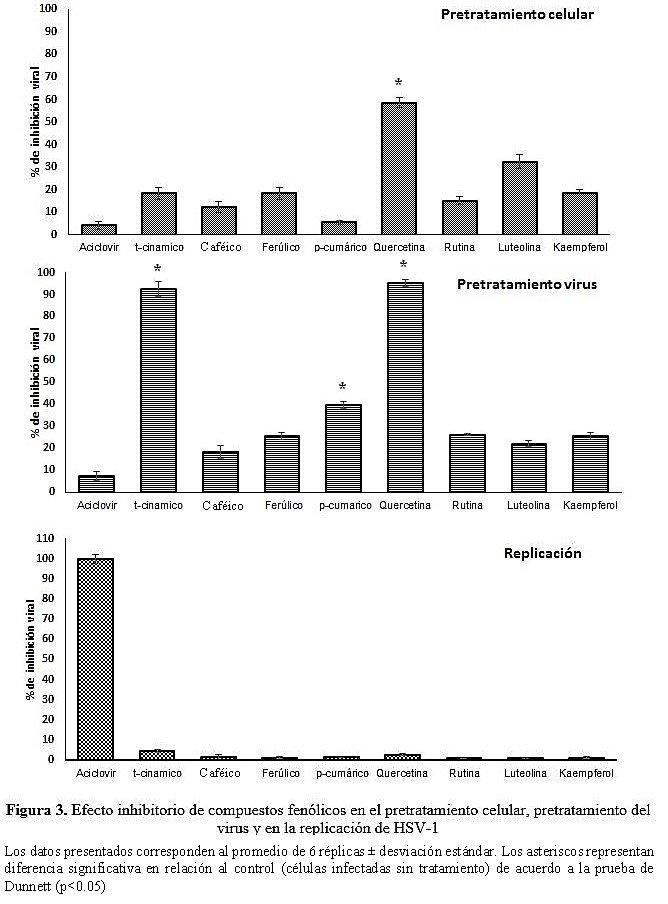 Pretratamiento celular
% de inhibición viral
100
90
80
70
60
50
40
30
20
10
0
*
Aciclovir t-cinamico Caféico Ferúlico p-cumárico Quercetina Rutina Luteolina Kaempferol
Pretratamiento virus
% de inhibición viral
100
90
80
70
60
50
40
30
20
10
0
* * *
Aciclovir t-cinamico Caféico Ferúlico p-cumarico Quercetina Rutina Luteolina Kaempferol
Replicación
% de inhibición viral
110
100
90
80
70
60
50
40
30
20
10
0
Aciclovir t-cinamico Caféico Ferúlico p-cumárico Quercetina Rutina Luteolina Kaempferol
Figura 3. Efecto inhibitorio de compuestos fenólicos en el pretratamiento celular, pretratamiento del
virus y en la replicación de HSV-1
Los datos presentados corresponden al promedio de 6 réplicas ± desviación estándar. Los asteriscos representan
diferencia significativa en relación al control (células infectadas sin tratamiento) de acuerdo a la prueba de
Dunnett (p<0.05)